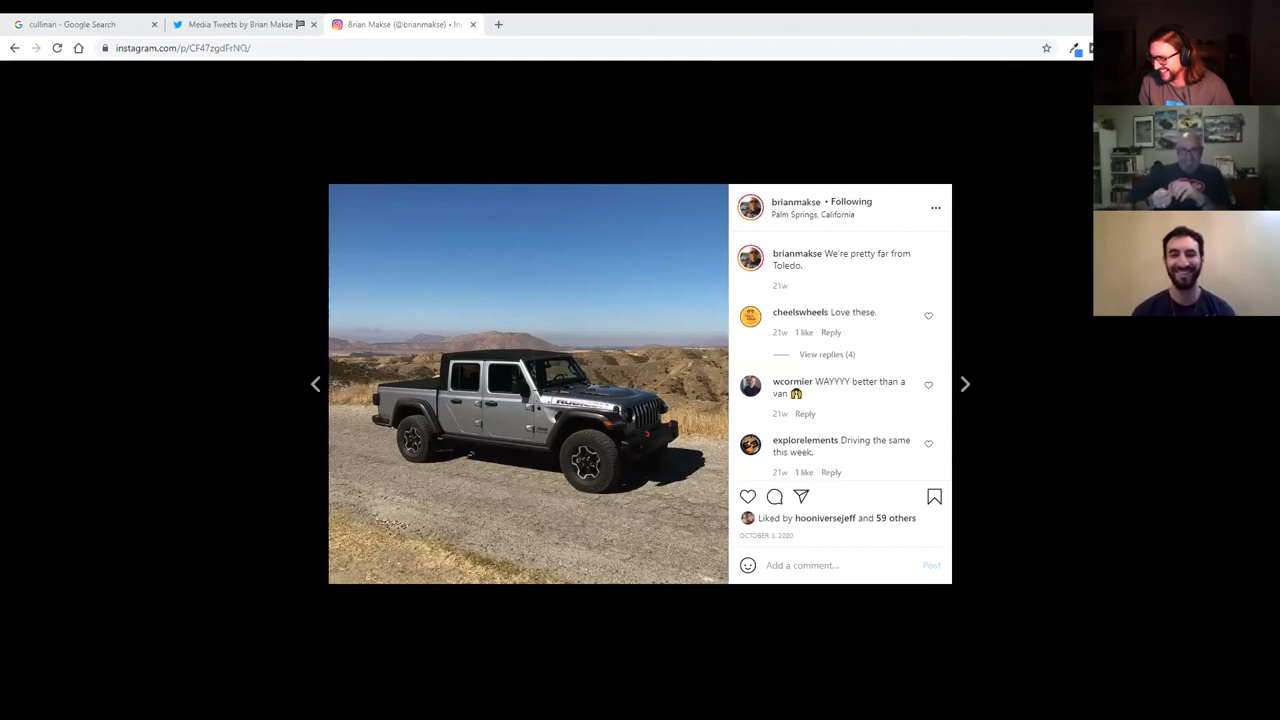 cullinan - Google Search
Media Tweets by Brian Makse
Brian Makse (@brianmakse) • In
instagram.com/p/CF47zgdFrNQ/
brianmakse • Following
Palm Springs, California
brianmakse We're pretty far from
Toledo.
21w
cheelswheels Love these.
21w 1 like Reply
View replies (4)
wcormier WAYYYY better than a
van
21w Reply
explorelements Driving the same
this week.
21w 1 like Reply
Liked by hooniversejeff and 59 others
OCTOBER 3, 2020
Add a comment... Post
RUBICON